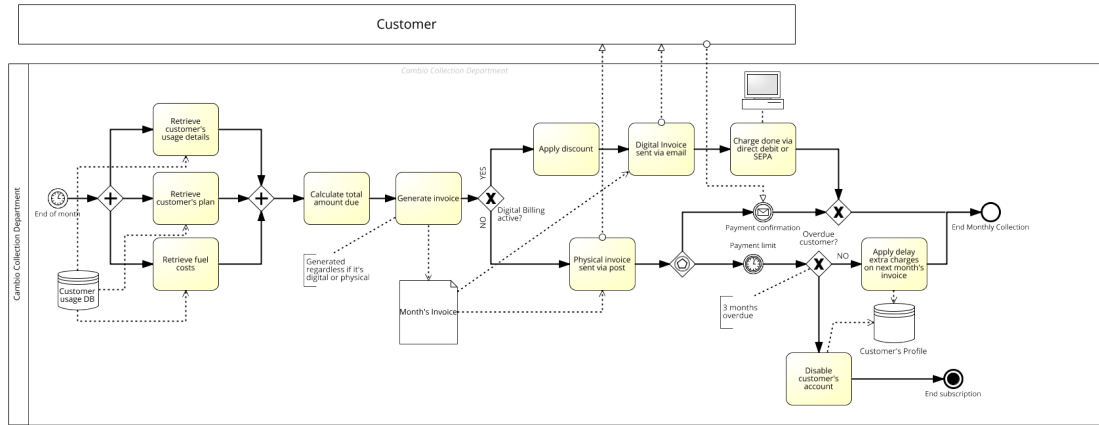 Customer
Cambio Collection Department
Cambio Collection Department
End of month
Retrieve
customer's
usage details
Retrieve
customer's plan
Retrieve fuel
costs
Customer
usage DB
Calculate total
amount due
Generate invoice
Generated
regardless if it's
digital or physical
Month's Invoice
YES
NO
Digital Billing
active?
Apply discount
Digital Invoice
sent via email
Physical invoice
sent via post
Charge done via
direct debit or
SEPA
Payment confirmation
Payment limit
Overdue
customer?
NO
3 months
overdue
Apply delay
extra charges
on next month's
invoice
Customer's Profile
Disable
customer's
account
End Monthly Collection
End subscription